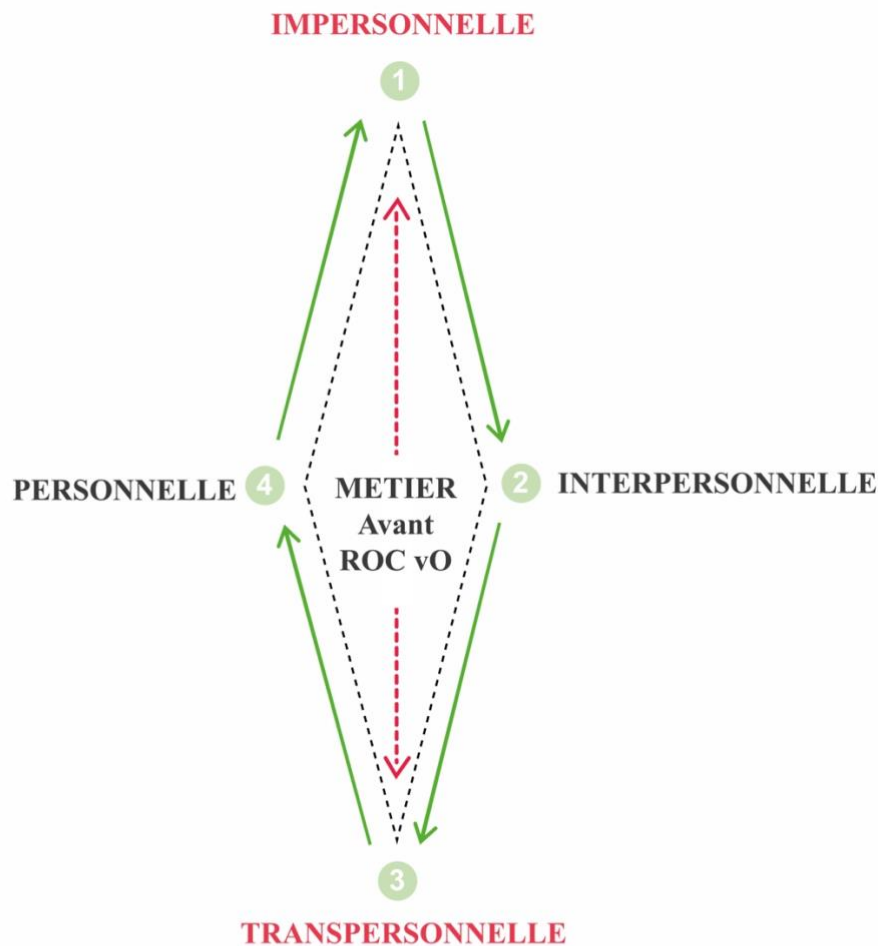 IMPERSONNELLE
1
PERSONNELLE 4
METIER
Avant
ROC vO
2 INTERPERSONNELLE
3
TRANSPERSONNELLE